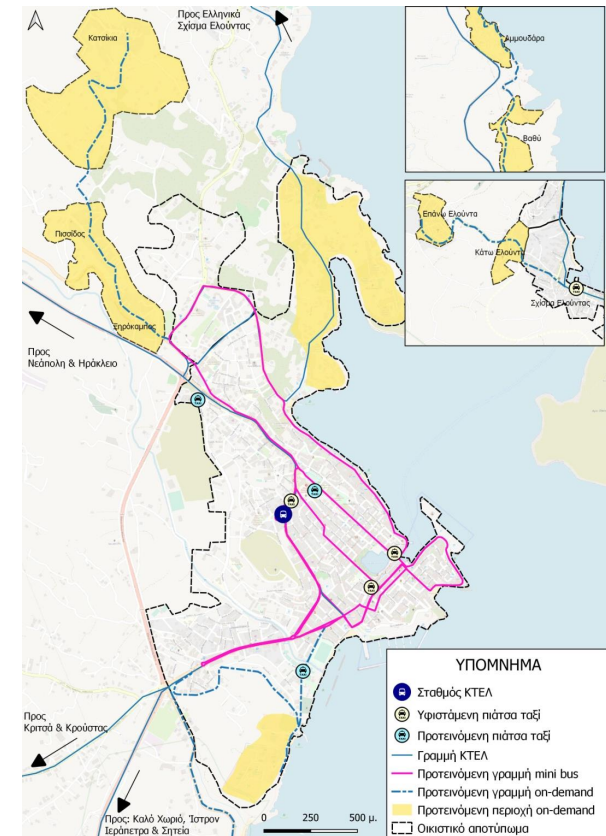 Προς Ελληνικά
Σχίσμα Ελούντας
Κατσίκια
Αμμουδάρα
Βαθύ
Πισσίδος
Επάνω Ελούντα
Κάτω Ελούντα
Σχίσμα Ελούντας
Ξηρόκαμπος
Προς
Νεάπολη & Ηράκλειο
Προς
Κριτσά & Κρούστας
Προς: Καλό Χωριό, Ίστρον
Ιεράπετρα & Σητεία
0 250 500 μ.
ΥΠΟΜΝΗΜΑ
Σταθμός ΚΤΕΛ
Υφιστάμενη πιάτσα ταξί
Προτεινόμενη πιάτσα ταξί
Γραμμή ΚΤΕΛ
Προτεινόμενη γραμμή mini bus
Προτεινόμενη γραμμή on-demand
Προτεινόμενη περιοχή on-demand
Οικιστικό αποτύπωμα